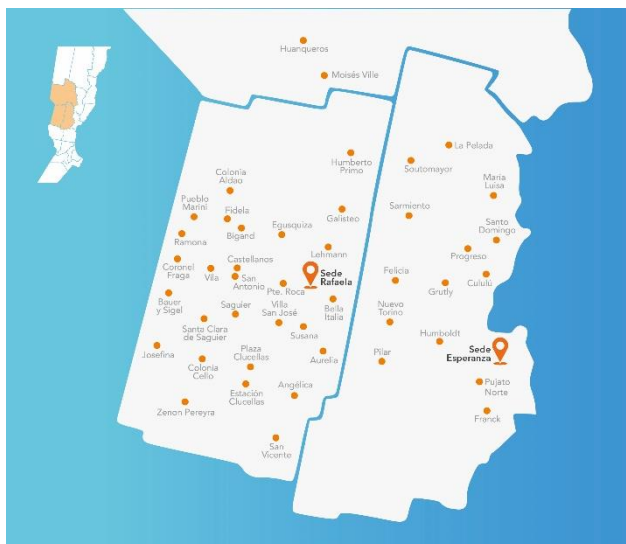 Huanqueros
Moisés Ville
La Pelada
Humberto
Primo
Soutomayor
Colonia
Aldao
María
Luisa
Pueblo
Marini
Fidela
Galisteo
Sarmiento
Santo
Domingo
Ramona
Bigand
Egusquiza
Lehmann
Progreso
Coronel
Fraga
Vila
Castellanos
San
Antonio
Sede
Rafaela
Felicia
Grutly
Cululú
Pte. Roca
Bauer
y Sigel
Saguier
Villa
San José
Bella
Italia
Nuevo
Torino
Santa Clara
de Saguier
Susana
Humboldt
Sede
Esperanza
Josefina
Colonia
Cello
Plaza
Clucellas
Aurelia
Pilar
Estación
Clucellas
Angélica
Pujato
Norte
Zenon Pereyra
Franck
San
Vicente